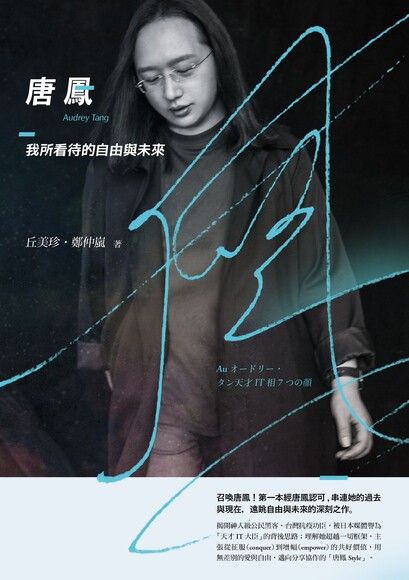 唐鳳
Audrey Tang
我所看待的自由與未來
丘美珍・鄭仲嵐 著
Au オードリー・
タン天才 IT 相 7 つの顔
召喚唐鳳！第一本經唐鳳認可，串連她的過去
與現在，遠眺自由與未來的深刻之作。
揭開神人級公民黑客、台灣抗疫功臣，被日本媒體譽為
「天才 IT 大臣」的背後思路；理解她超越一切框架，主
張從征服(conquer)到增幅(empower)的共好價值，用
無差別的愛與自由，邁向分享協作的「唐鳳 Style」。